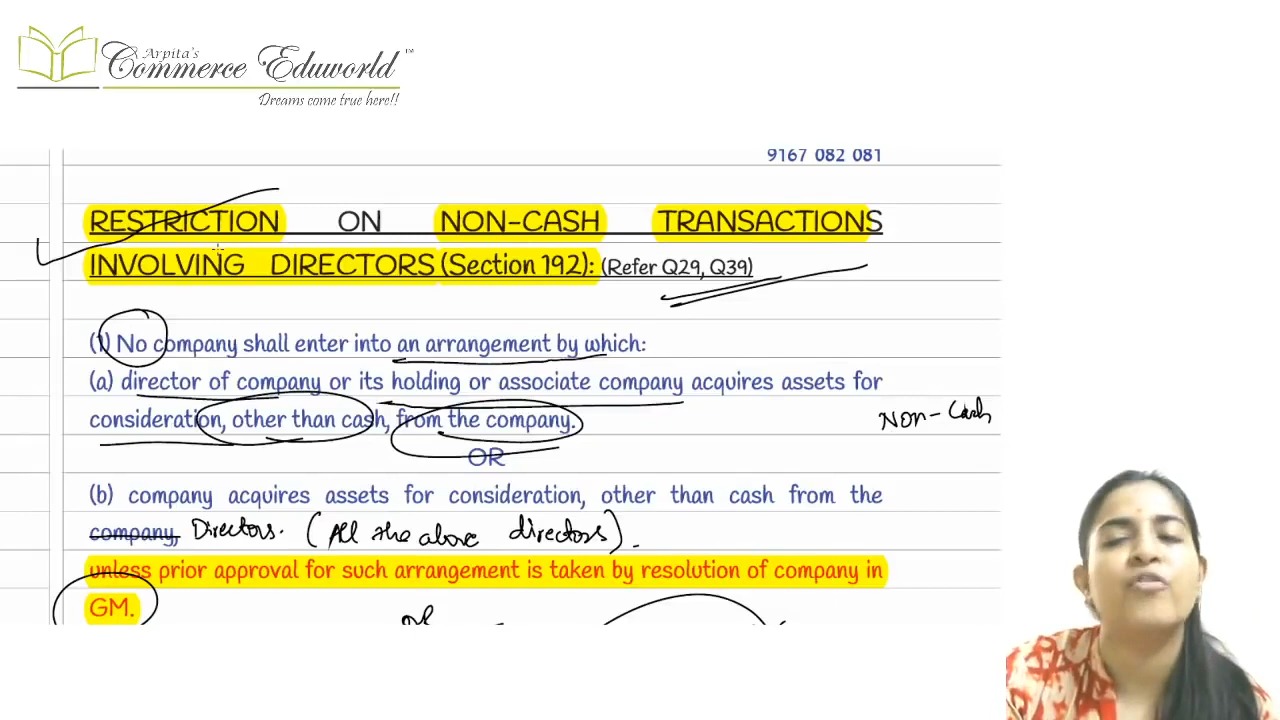 Arpita's
Commerce Eduworld™
Dreams come true here!!
9167 082 081
RESTRICTION ON NON-CASH TRANSACTIONS
INVOLVING DIRECTORS (Section 192): (Refer Q29, Q39)
(1) No company shall enter into an arrangement by which:
(a) director of company or its holding or associate company acquires assets for
consideration, other than cash, from the company.
Non-Cash
OR
(b) company acquires assets for consideration, other than cash from the
company, Directors. (All the above directors).
unless prior approval for such arrangement is taken by resolution of company in
GM.